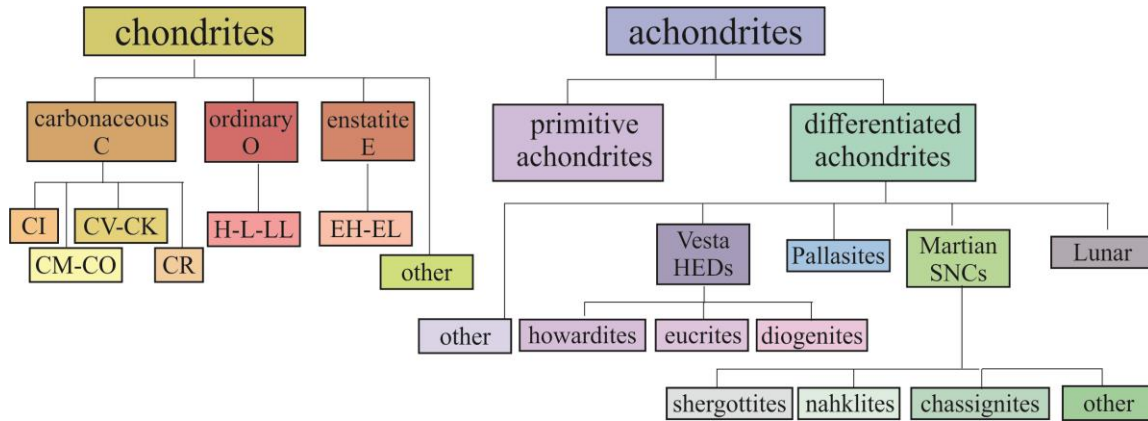 chondrites
carbonaceous
C
ordinary
O
enstatite
E
CI
CV-CK
CM-CO
CR
H-L-LL
EH-EL
other
achondrites
primitive
achondrites
differentiated
achondrites
Vesta
HEDs
Pallasites
Martian
SNCs
Lunar
other
howardites
eucrites
diogenites
shergottites
nahklites
chassignites
other